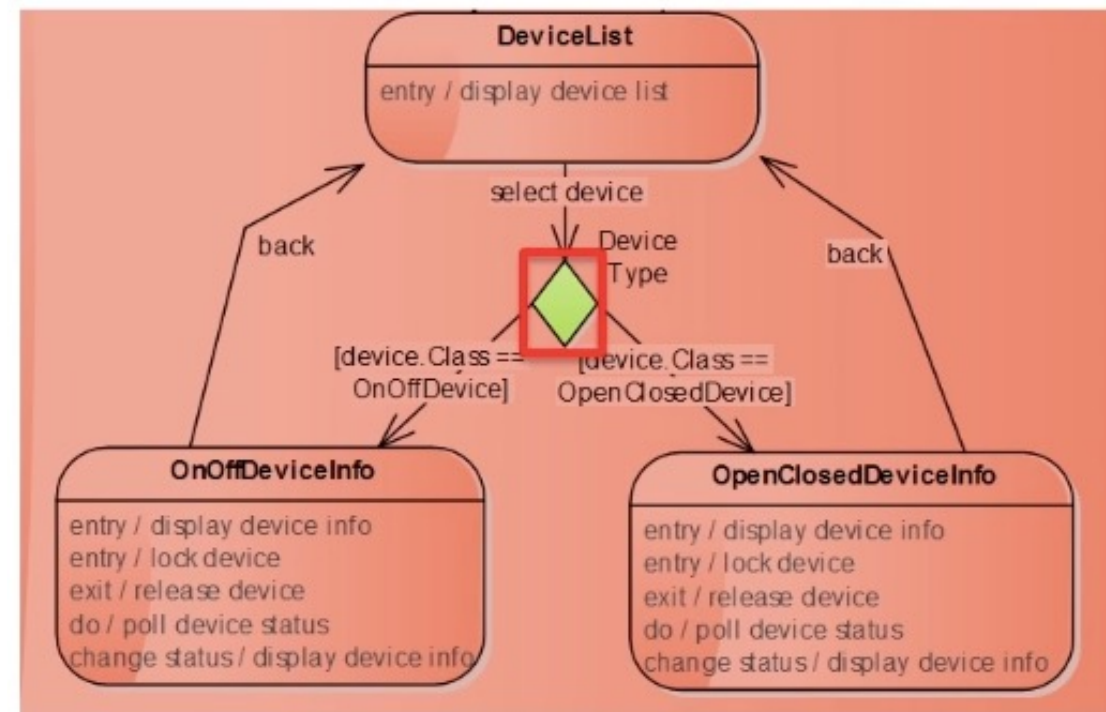 DeviceList
entry / display device list
select device
Device
Type
back
back
[device.Class ==
OnOffDevice]
[device.Class ==
OpenClosedDevice]
OnOffDeviceInfo
entry / display device info
entry / lock device
exit / release device
do / poll device status
change status / display device info
OpenClosedDeviceInfo
entry / display device info
entry / lock device
exit / release device
do / poll device status
change status / display device info